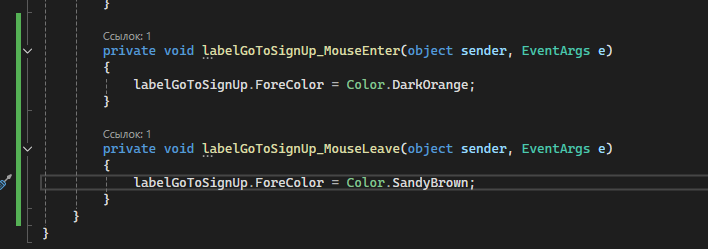 }
Ссылок: 1
private void labelGoToSignUp_MouseEnter(object sender, EventArgs e)
{
labelGoToSignUp.ForeColor = Color.DarkOrange;
}
Ссылок: 1
private void labelGoToSignUp_MouseLeave(object sender, EventArgs e)
{
labelGoToSignUp.ForeColor = Color.SandyBrown;
}
}
}